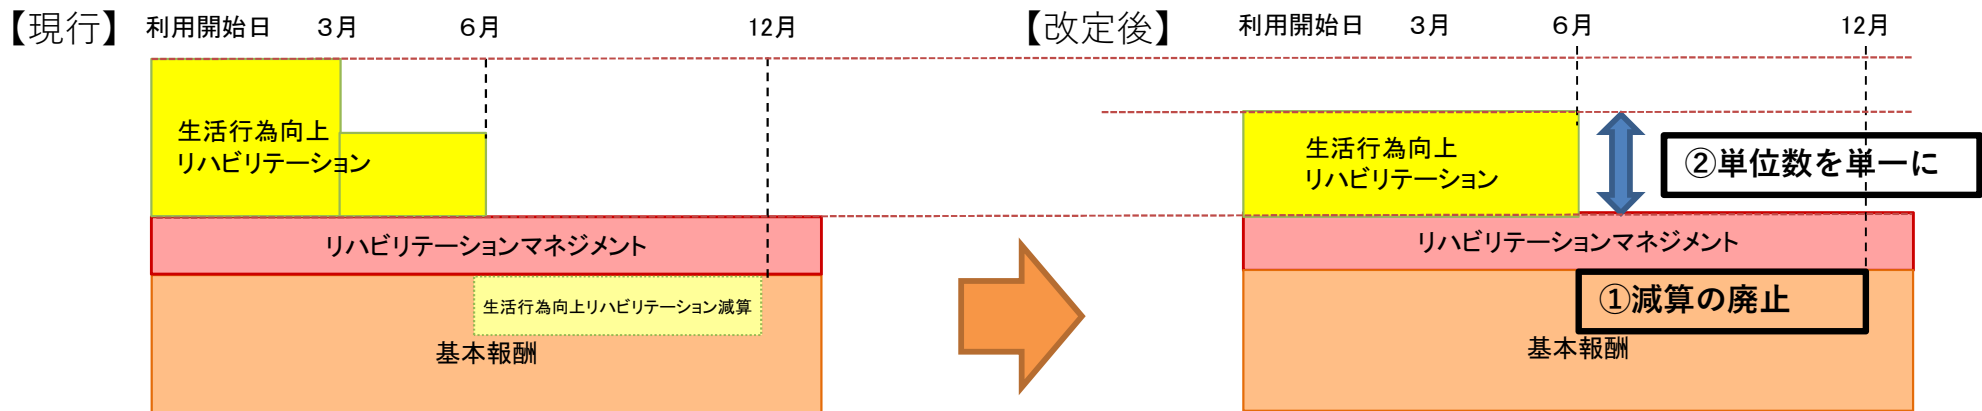 【現行】 利用開始日 3月 6月 12月
生活行為向上
リハビリテーション
リハビリテーションマネジメント
生活行為向上リハビリテーション減算
基本報酬
【改定後】 利用開始日 3月 6月 12月
生活行為向上
リハビリテーション
②単位数を単一に
リハビリテーションマネジメント
①減算の廃止
基本報酬